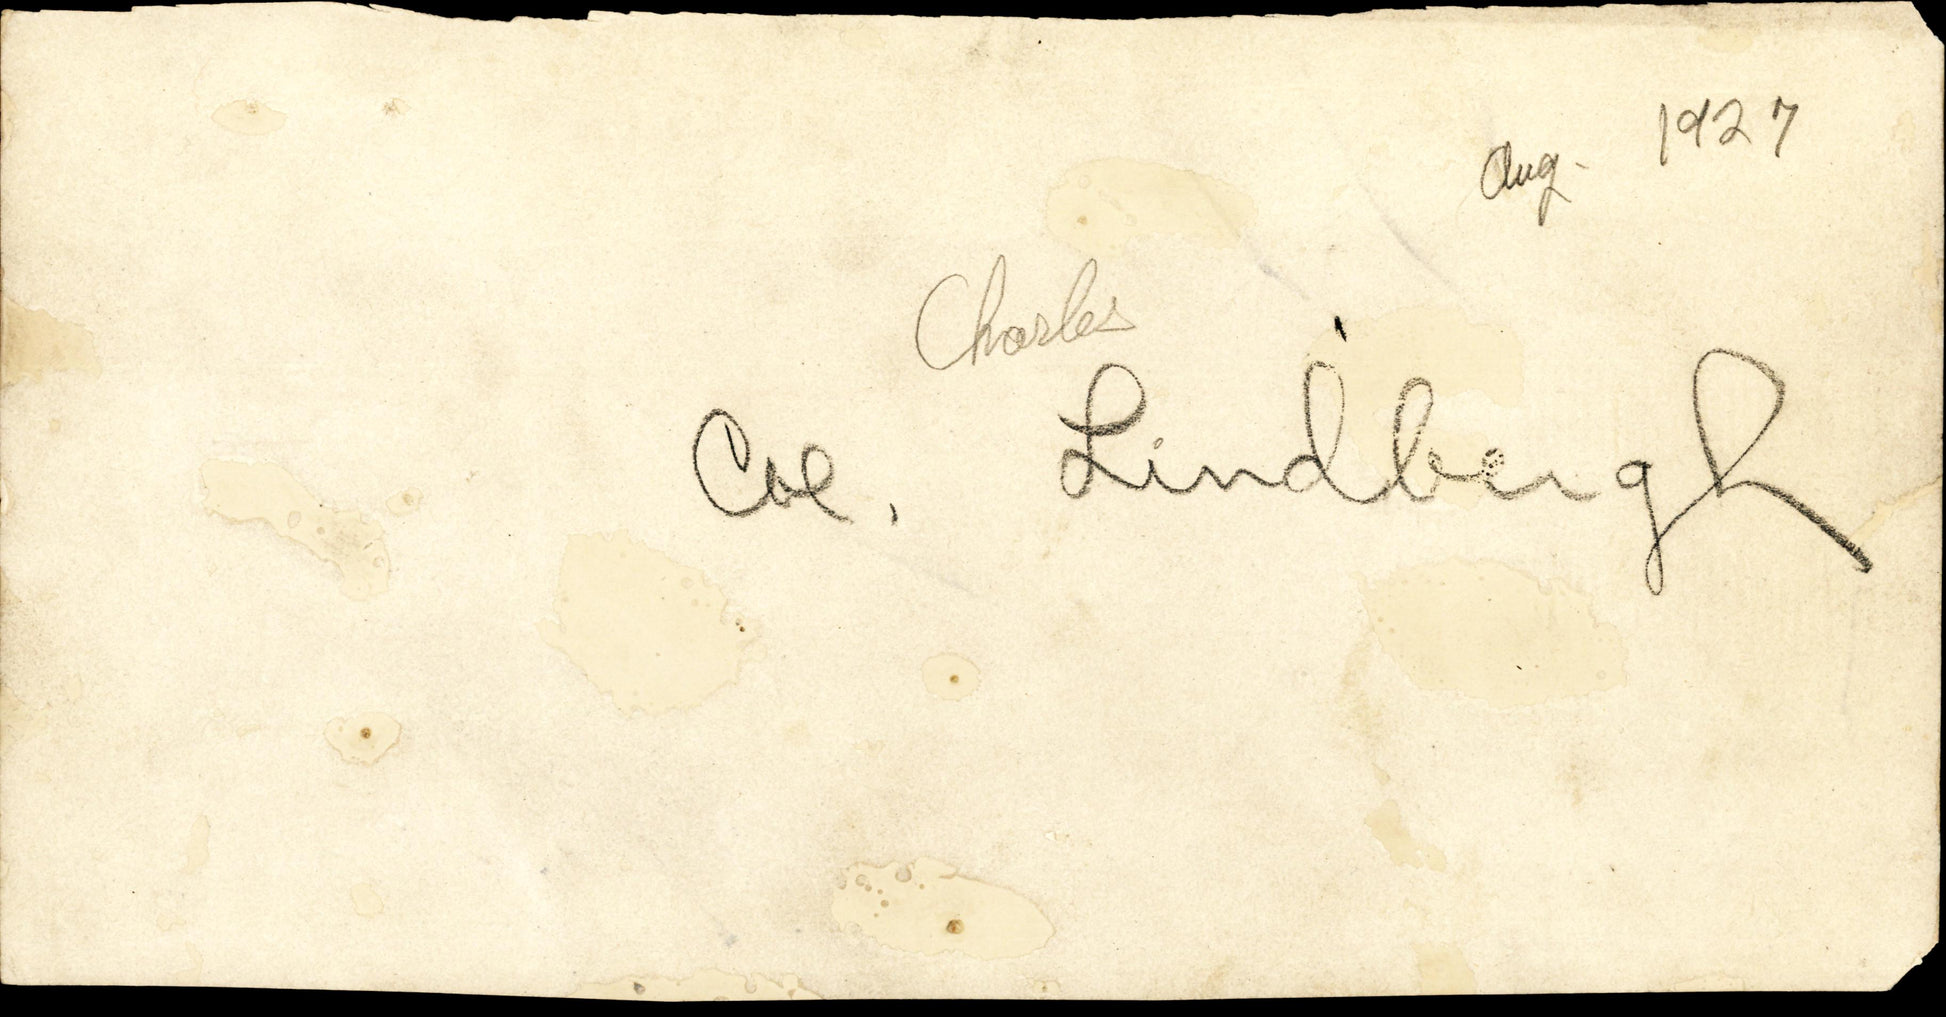 Aug. 1927
Charles
Col. Lindbergh